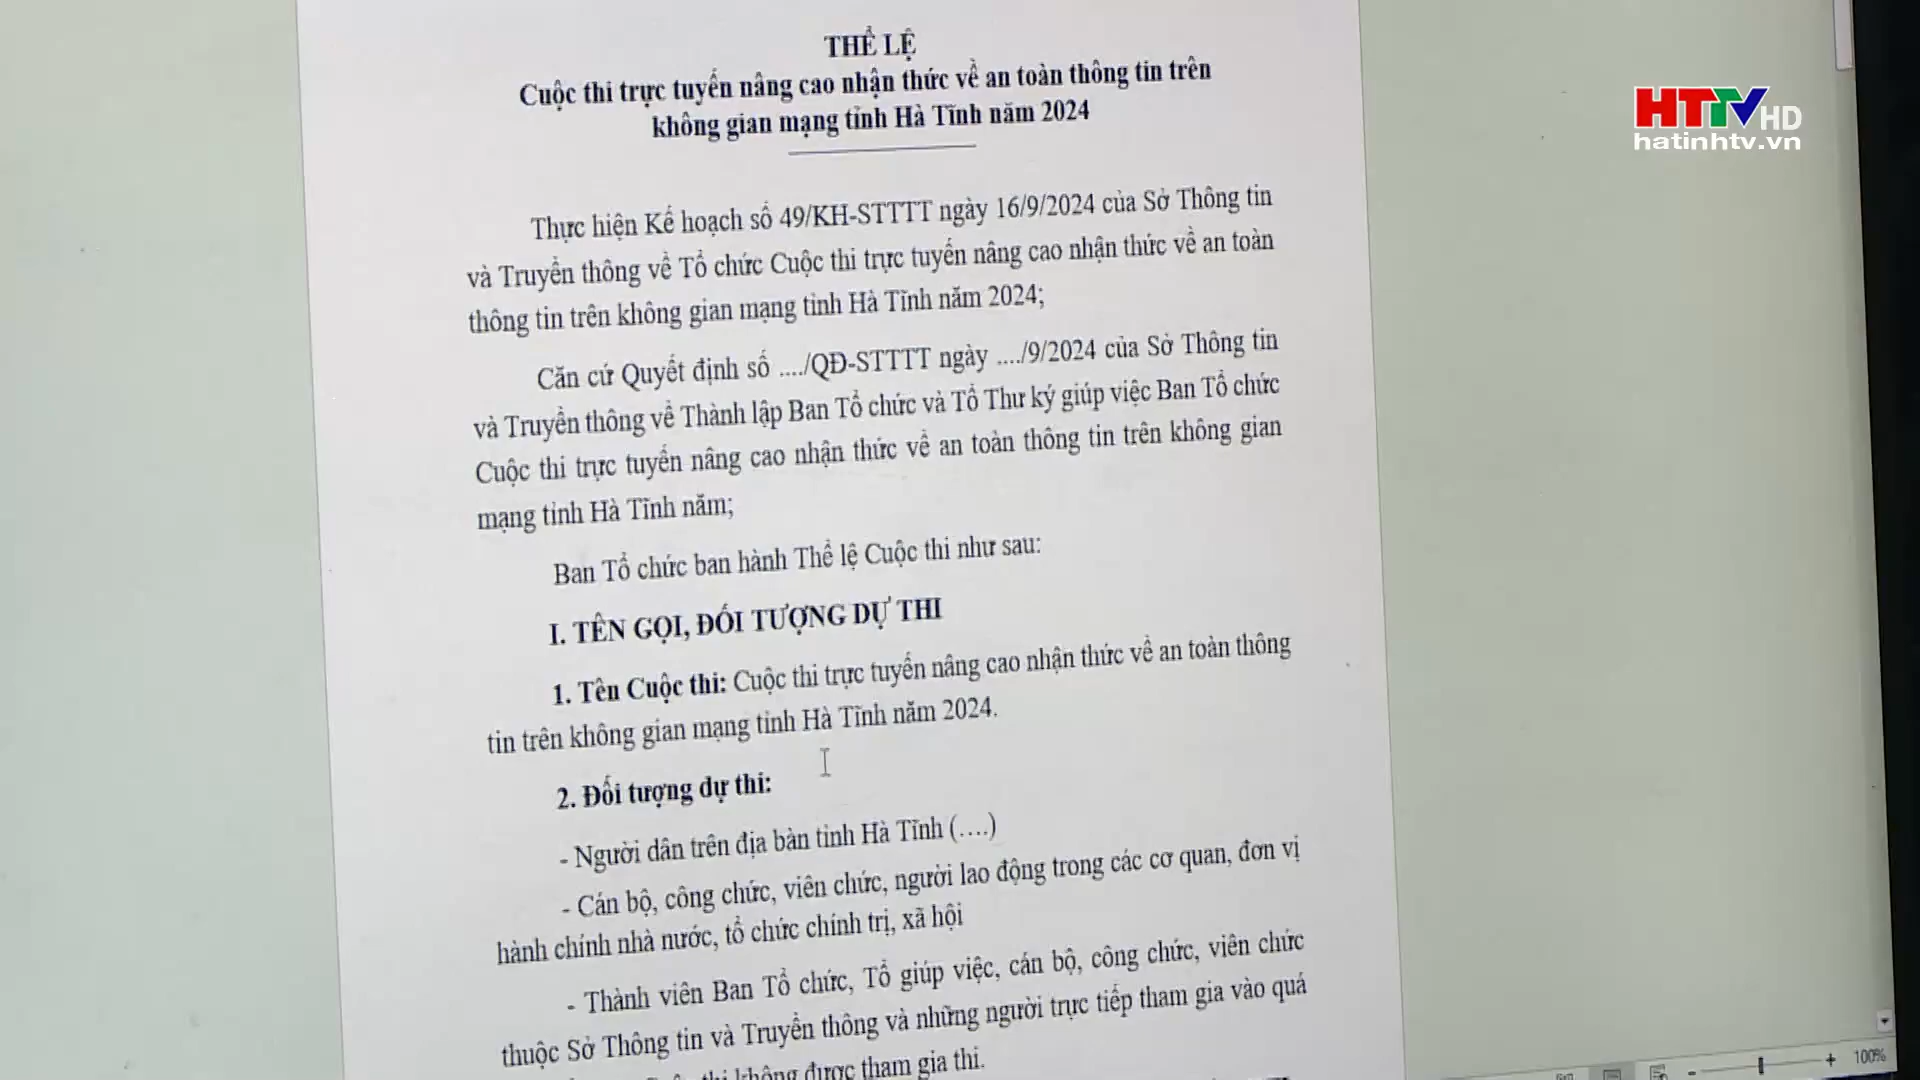 THỂ LỆ
Cuộc thi trực tuyến nâng cao nhận thức về an toàn thông tin trên
không gian mạng tỉnh Hà Tĩnh năm 2024
HTTV HD
hatinhtv.vn
Thực hiện Kế hoạch số 49/KH-STTTT ngày 16/9/2024 của Sở Thông tin
và Truyền thông về Tổ chức Cuộc thi trực tuyến nâng cao nhận thức về an toàn
thông tin trên không gian mạng tỉnh Hà Tĩnh năm 2024;
Căn cứ Quyết định số ..../QĐ-STTTT ngày ..../9/2024 của Sở Thông tin
và Truyền thông về Thành lập Ban Tổ chức và Tổ Thư ký giúp việc Ban Tổ chức
Cuộc thi trực tuyến nâng cao nhận thức về an toàn thông tin trên không gian
mạng tỉnh Hà Tĩnh năm;
Ban Tổ chức ban hành Thể lệ Cuộc thi như sau:
I. TÊN GỌI, ĐỐI TƯỢNG DỰ THI
1. Tên Cuộc thi: Cuộc thi trực tuyến nâng cao nhận thức về an toàn thông
tin trên không gian mạng tỉnh Hà Tĩnh năm 2024.
2. Đối tượng dự thi:
- Người dân trên địa bàn tỉnh Hà Tĩnh (....)
- Cán bộ, công chức, viên chức, người lao động trong các cơ quan, đơn vị
hành chính nhà nước, tổ chức chính trị, xã hội
- Thành viên Ban Tổ chức, Tổ giúp việc, cán bộ, công chức, viên chức
thuộc Sở Thông tin và Truyền thông và những người trực tiếp tham gia vào quá
thi không được tham gia thi.
100%